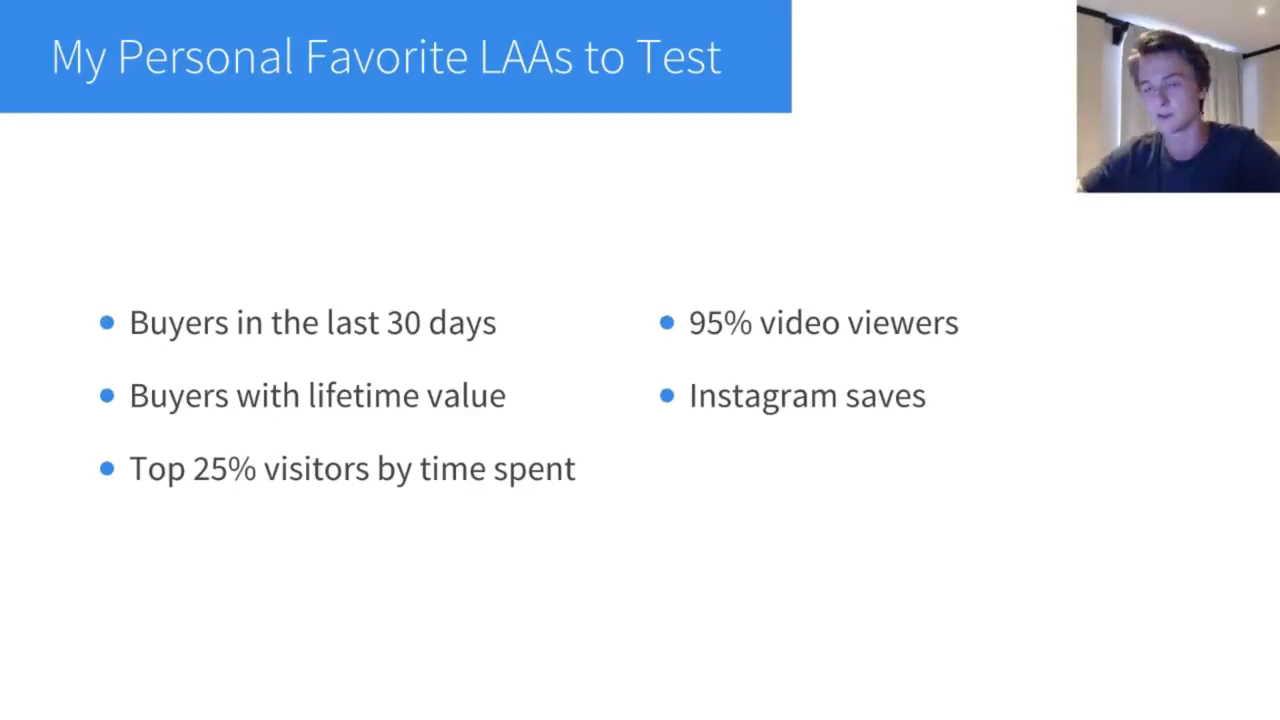 My Personal Favorite LAAs to Test
Buyers in the last 30 days
Buyers with lifetime value
Top 25% visitors by time spent
95% video viewers
Instagram saves